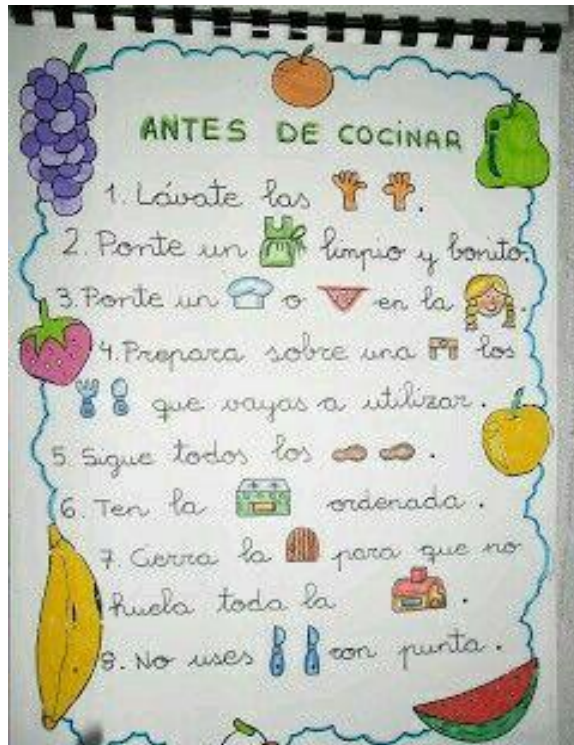 ANTES DE COCINAR
1. Lávate las .
2. Ponte un limpio y bonito.
3. Ponte un o en la .
4. Prepara sobre una los
que vayas a utilizar.
5. Sigue todos los .
6. Ten la ordenada.
7. Cierra la para que no
huela toda la .
8. No uses con punta.